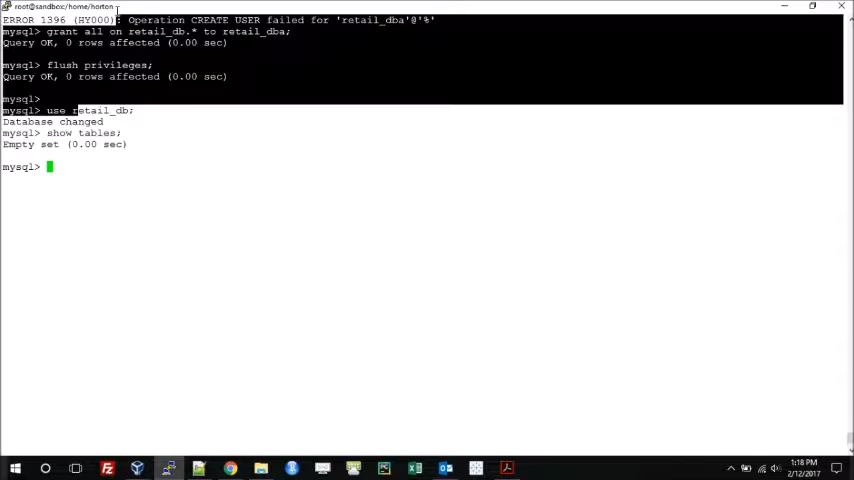 root@sandbox:/home/horton
ERROR 1396 (HY000): Operation CREATE USER failed for 'retail_dba'@'%'
mysql> grant all on retail_db.* to retail_dba;
Query OK, 0 rows affected (0.00 sec)
mysql> flush privileges;
Query OK, 0 rows affected (0.00 sec)
mysql>
mysql> use retail_db;
Database changed
mysql> show tables;
Empty set (0.00 sec)
mysql>
1:18 PM
2/12/2017